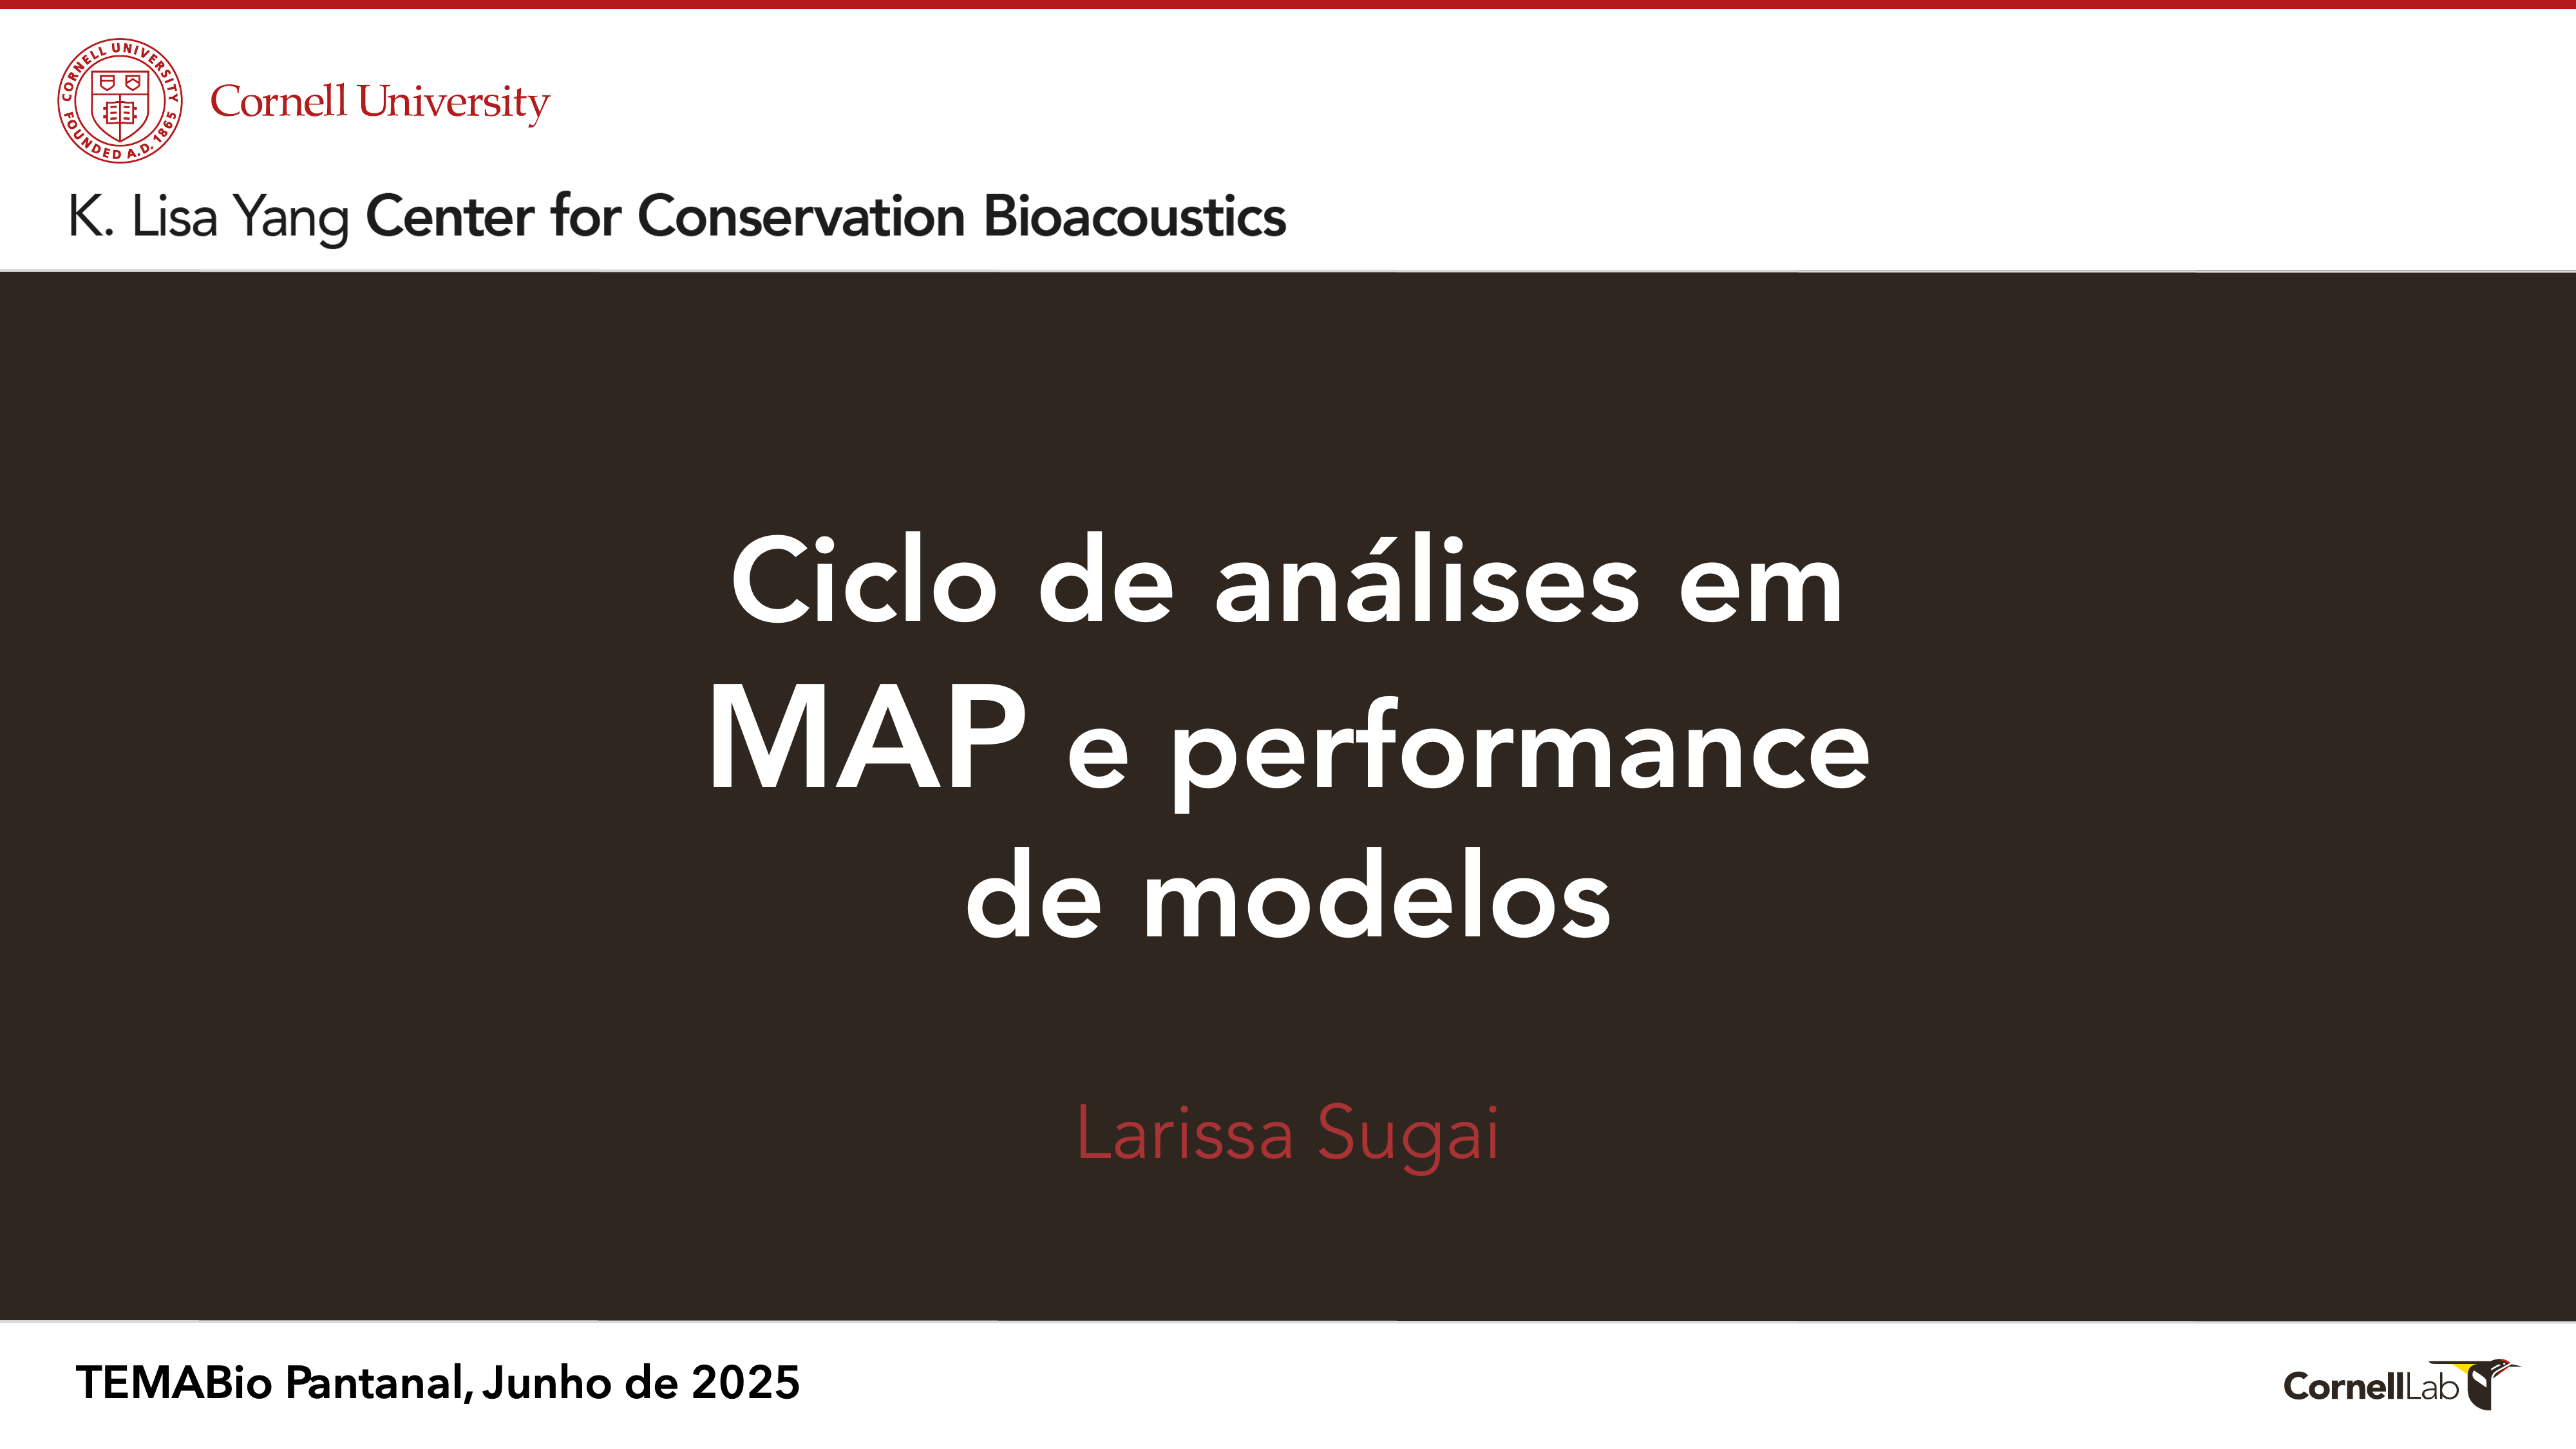 CORNELL UNIVERSITY
FOUNDED A.D. 1865
Cornell University
K. Lisa Yang Center for Conservation Bioacoustics
Ciclo de análises em
MAP e performance
de modelos
Larissa Sugai
TEMABio Pantanal, Junho de 2025
CornellLab